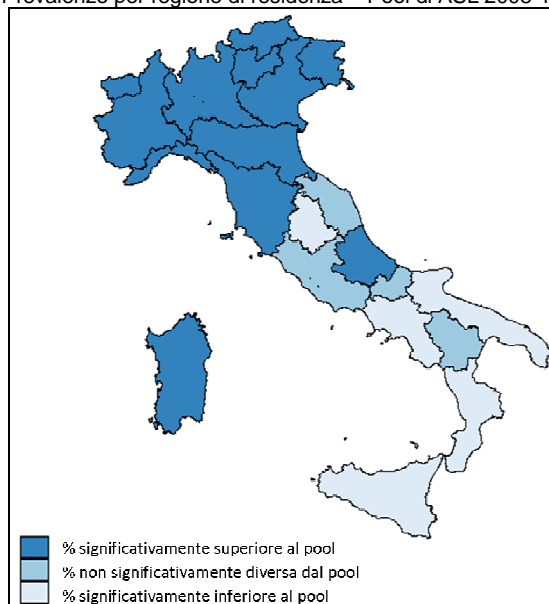 Prevalenze per regione di residenza - Pool di ASL 2008-1
% significativamente superiore al pool
% non significativamente diversa dal pool
% significativamente inferiore al pool